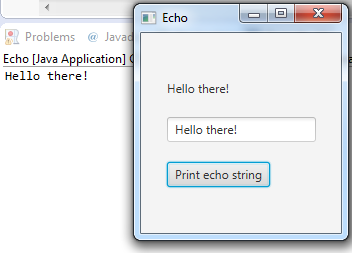 Problems @ Javad
Echo [Java Application] C
Hello there!
Echo
Hello there!
Hello there!
Print echo string